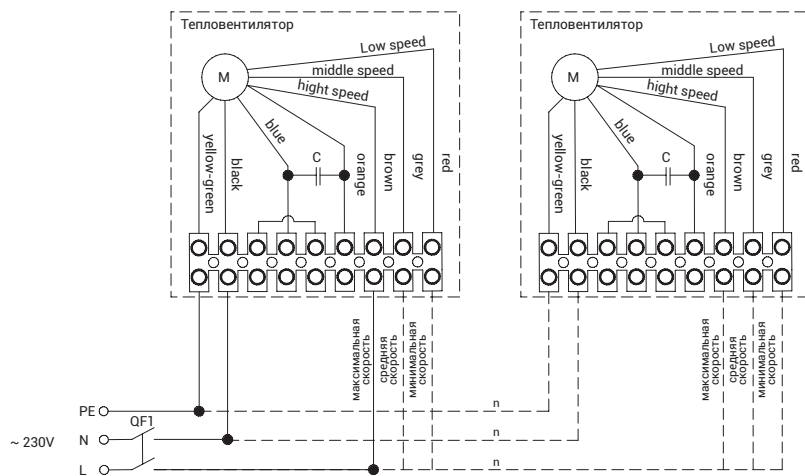 Тепловентилятор
M
Low speed
middle speed
hight speed
blue
C
yellow-green
black
orange
brown
grey
red
максимальная
скорость
средняя
скорость
минимальная
скорость
Тепловентилятор
M
Low speed
middle speed
hight speed
blue
C
yellow-green
black
orange
brown
grey
red
максимальная
скорость
средняя
скорость
минимальная
скорость
PE
n
QF1
~ 230V
N
n
L
n